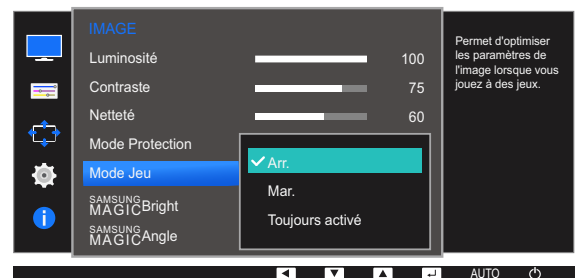 IMAGE
Luminosité 100
Contraste 75
Netteté 60
Mode Protection
Mode Jeu
SAMSUNG
MAGICBright
SAMSUNG
MAGICAngle
Arr.
Mar.
Toujours activé
Permet d'optimiser
les paramètres de
l'image lorsque vous
jouez à des jeux.
AUTO